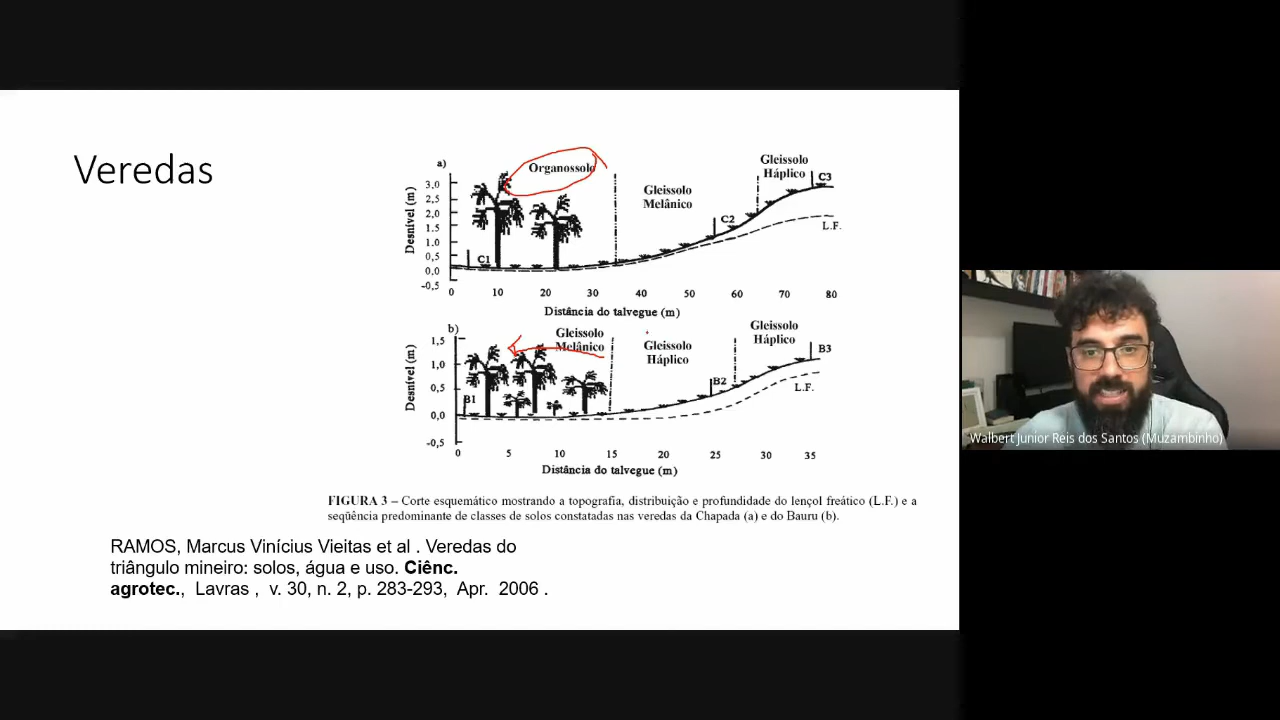 Veredas
a)
Organossolo
Gleissolo
Melânico
Gleissolo
Háplico
C3
3,0
2,5
2,0
1,5
1,0
0,5
0,0
-0,5
Desnível (m)
C1
C2
L.F.
0 10 20 30 40 50 60 70 80
Distância do talvegue (m)
b)
Gleissolo
Melânico
Gleissolo
Háplico
Gleissolo
Háplico
B3
1,5
1,0
0,5
0,0
-0,5
Desnível (m)
B1
B2
L.F.
0 5 10 15 20 25 30 35
Distância do talvegue (m)
FIGURA 3 – Corte esquemático mostrando a topografia, distribuição e profundidade do lençol freático (L.F.) e a
seqüência predominante de classes de solos constatadas nas veredas da Chapada (a) e do Bauru (b).
RAMOS, Marcus Vinícius Vieitas et al . Veredas do
triângulo mineiro: solos, água e uso. Ciênc.
agrotec., Lavras , v. 30, n. 2, p. 283-293, Apr. 2006 .
Walbert Junior Reis dos Santos (Muzambinho)